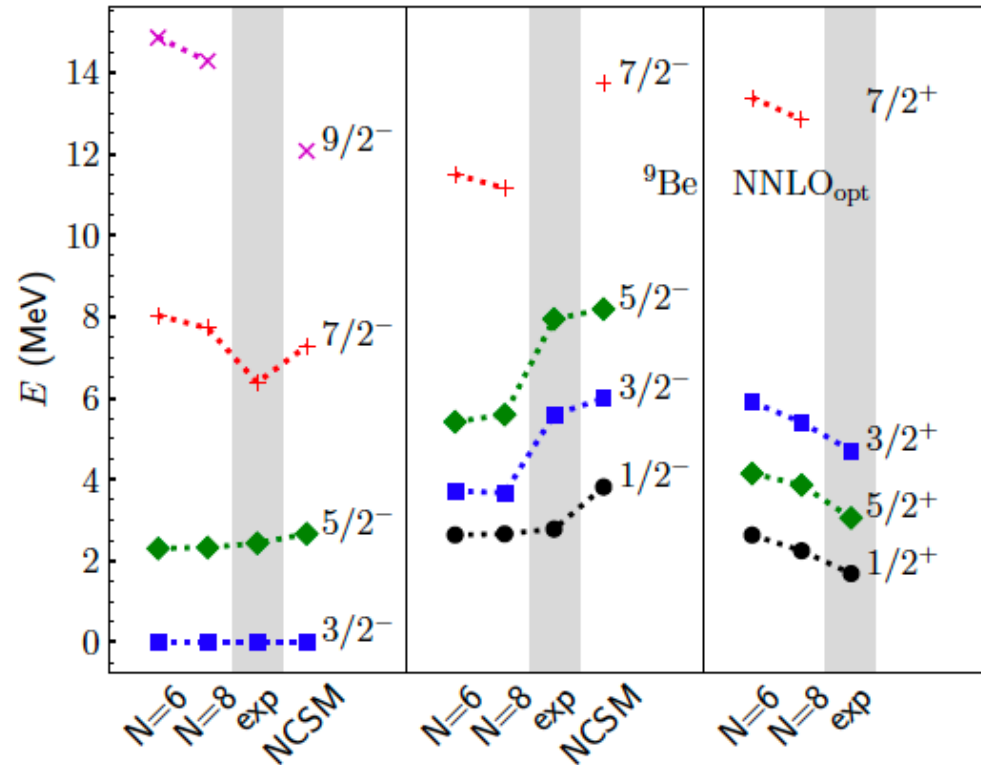 E (MeV)
14
12
10
8
6
4
2
0
9/2⁻
7/2⁻
5/2⁻
3/2⁻
N=6
N=8
exp
NCSM
7/2⁻
⁹Be
5/2⁻
3/2⁻
1/2⁻
N=6
N=8
exp
NCSM
7/2⁺
NNLOopt
3/2⁺
5/2⁺
1/2⁺
N=6
N=8
exp